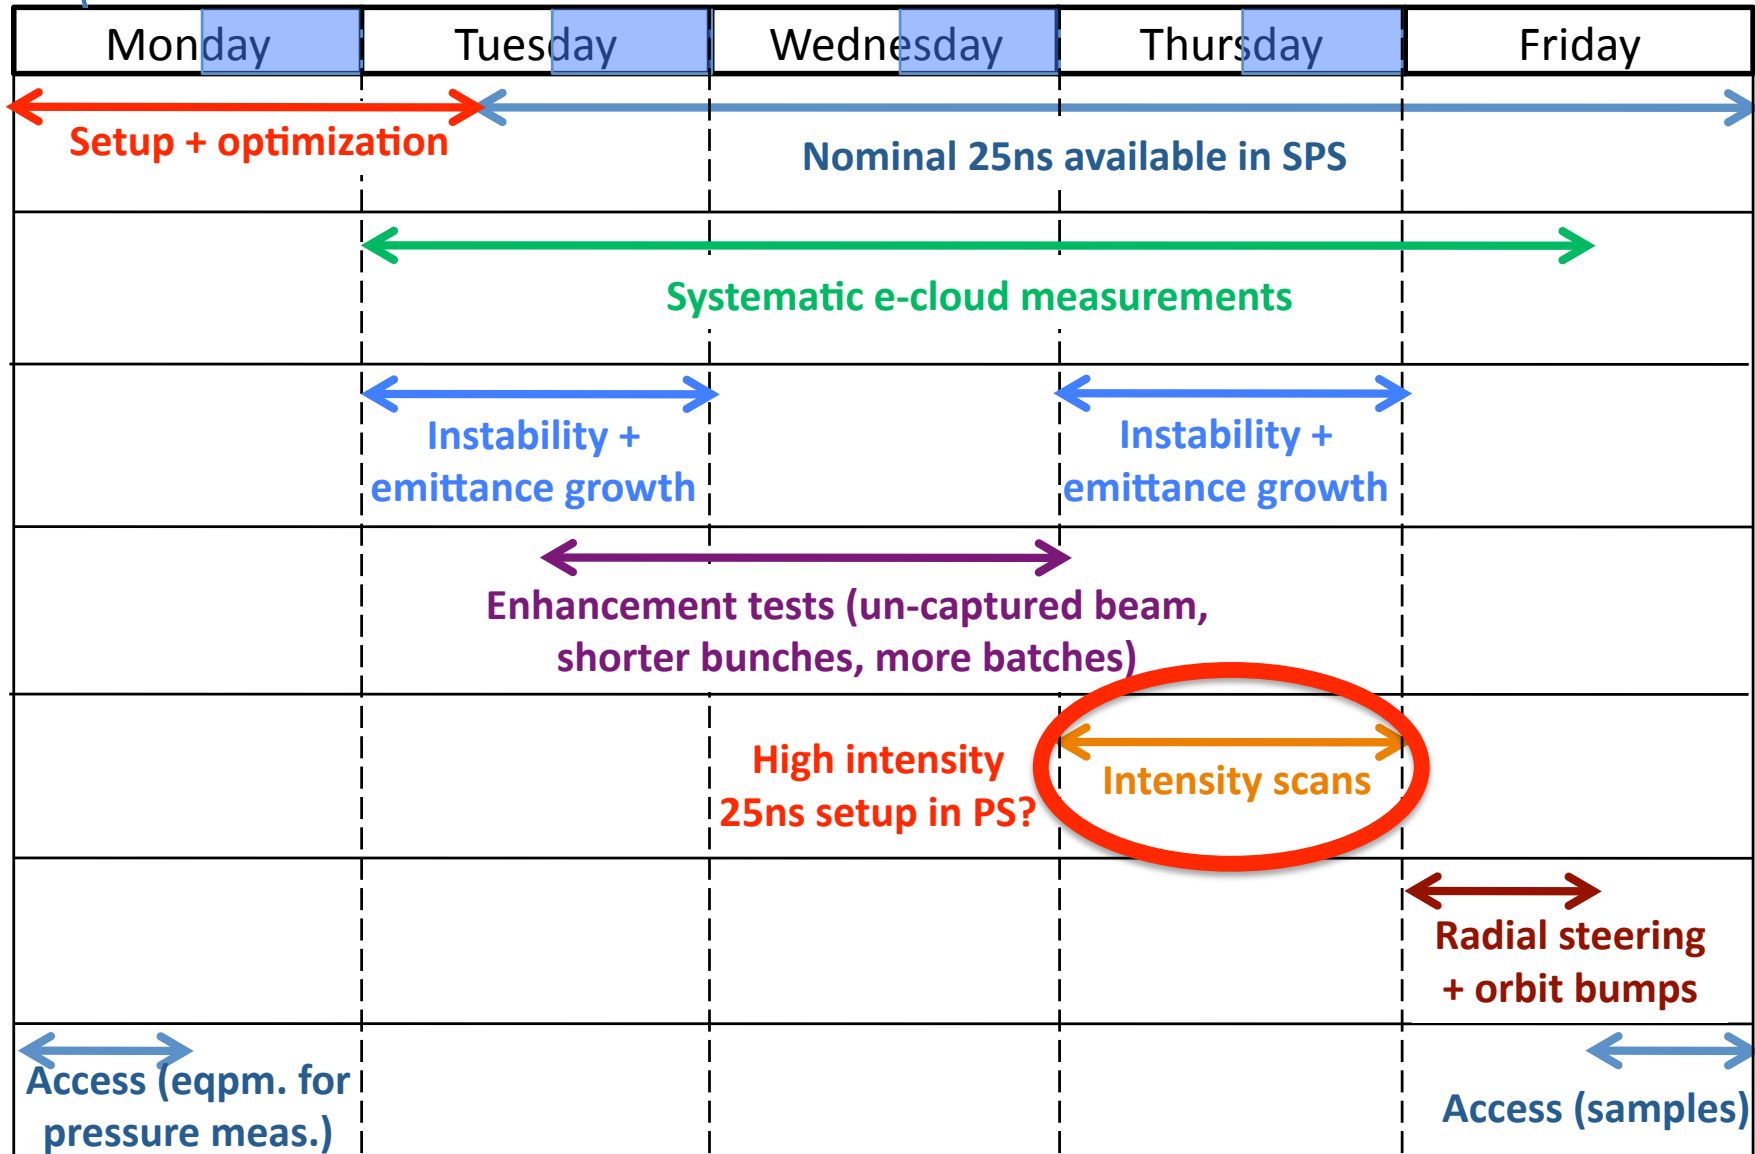 Monday Tuesday Wednesday Thursday Friday
Setup + optimization
Nominal 25ns available in SPS
Systematic e-cloud measurements
Instability +
emittance growth
Instability +
emittance growth
Enhancement tests (un-captured beam,
shorter bunches, more batches)
High intensity
25ns setup in PS?
Intensity scans
Radial steering
+ orbit bumps
Access (eqpm. for
pressure meas.)
Access (samples)